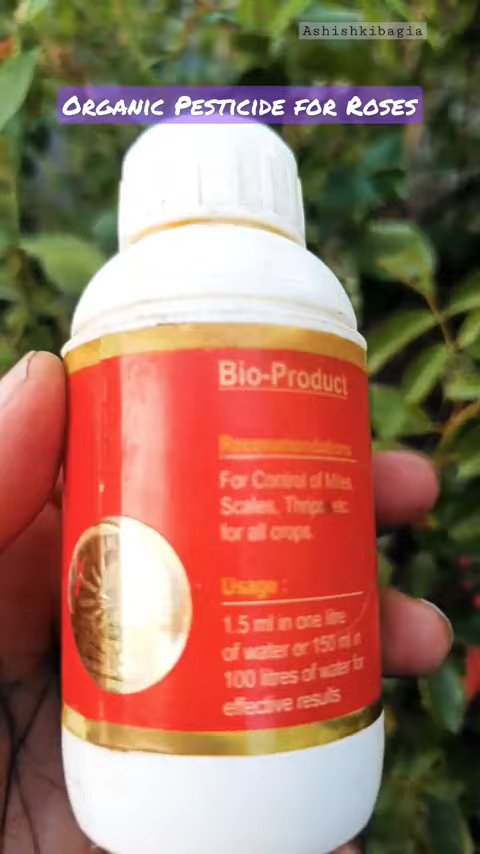 Ashishkibagia
Organic Pesticide for Roses
Bio-Product
Recommendations
For Control of Mites,
Scales, Thrips etc
for all crops.
Usage :
1.5 ml in one litre
of water or 150 ml in
100 litres of water for
effective results